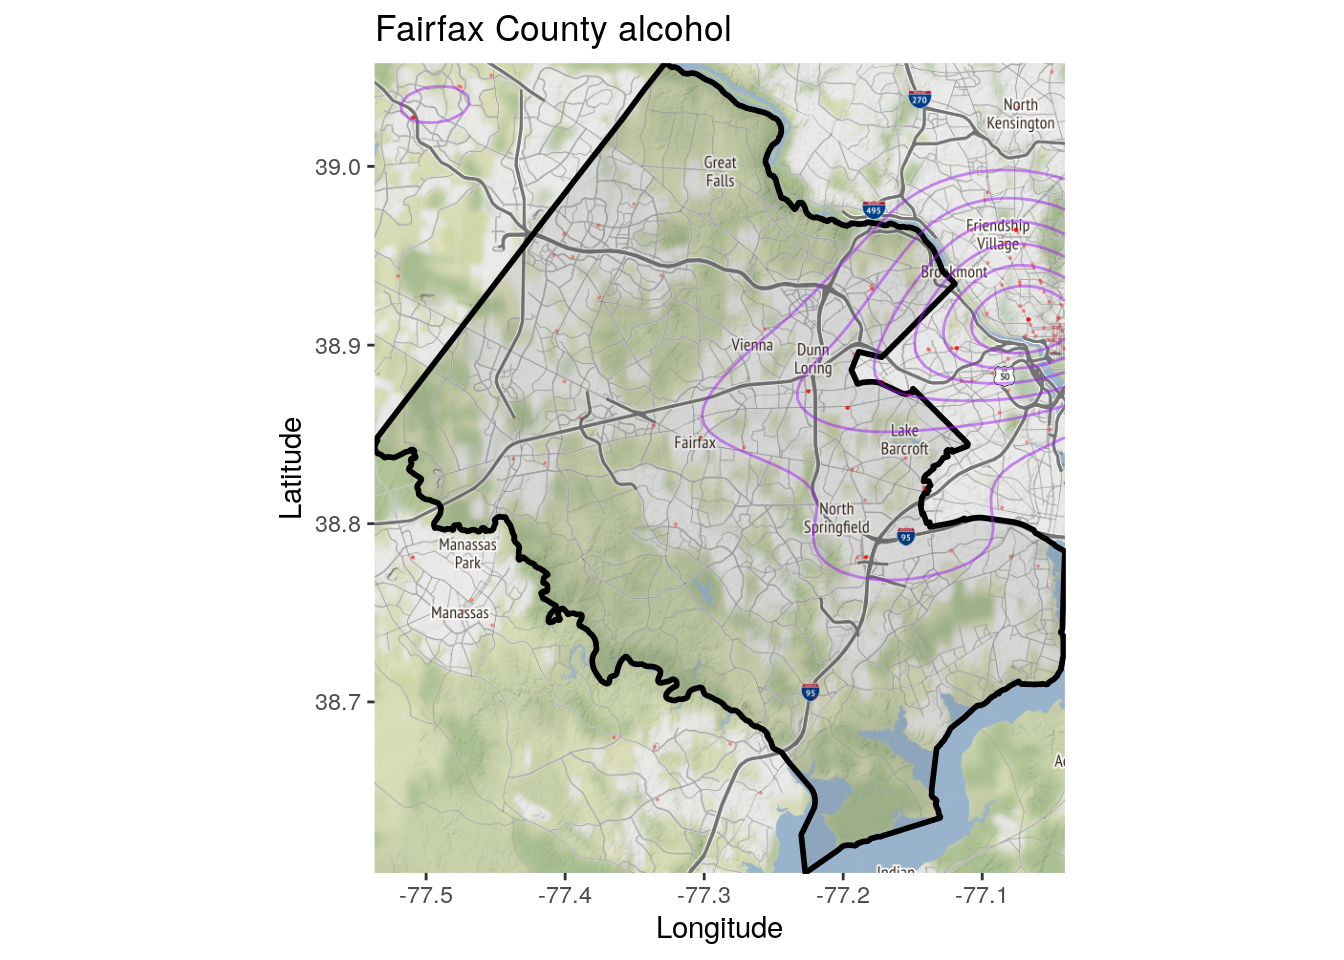 Fairfax County alcohol
270
North
Kensington
39.0
Great
Falls
495
Friendship
Village
Brookmont
38.9
Vienna
Dunn
Loring
50
Latitude
Fairfax
Lake
Barcroft
38.8
North
Springfield
95
Manassas
Park
Manassas
38.7
95
Ac
Indian
-77.5
-77.4
-77.3
-77.2
-77.1
Longitude